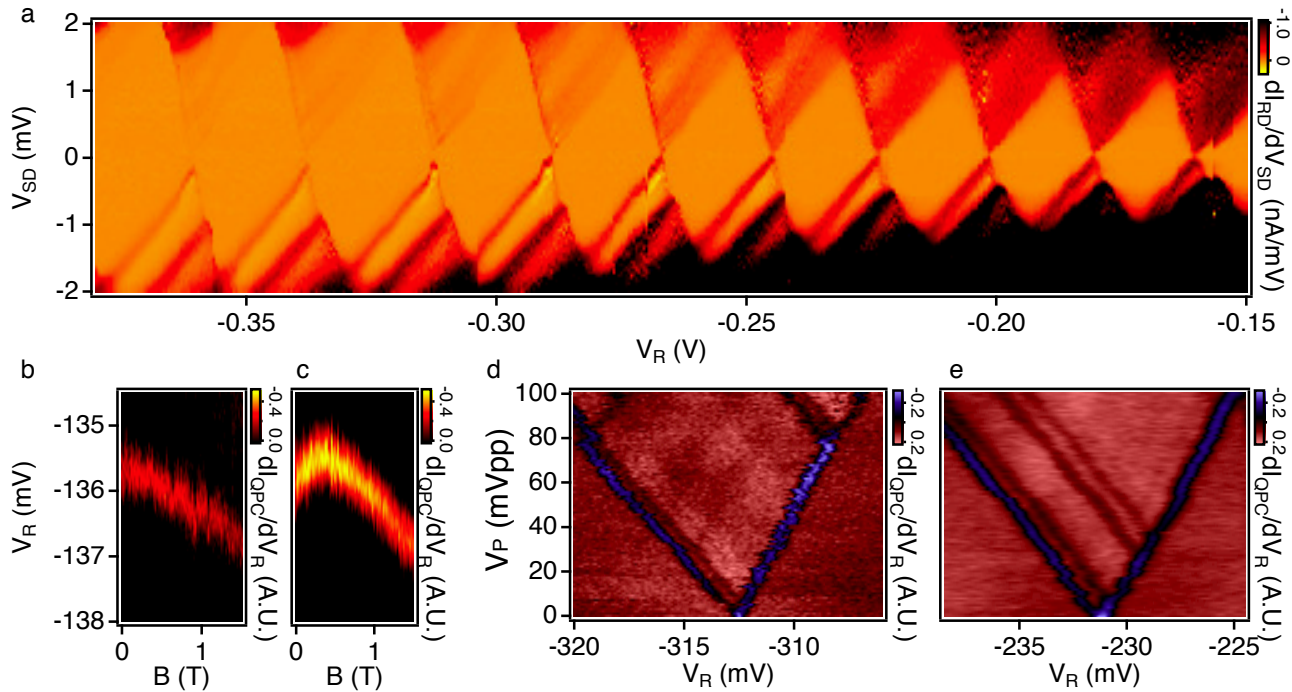 a
2
1
0
-1
-2
V_SD (mV)
-0.35
-0.30
-0.25
-0.20
-0.15
V_R (V)
-1.0
0
dI_RD/dV_SD (nA/mV)
b
-135
-136
-137
-138
V_R (mV)
0
1
B (T)
-0.4
0.0
dI_QPC/dV_R (A.U.)
c
0
1
B (T)
-0.4
0.0
dI_QPC/dV_R (A.U.)
d
100
80
60
40
20
0
V_P (mVpp)
-320
-315
-310
V_R (mV)
-0.2
0.2
dI_QPC/dV_R (A.U.)
e
-235
-230
-225
V_R (mV)
-0.2
0.2
dI_QPC/dV_R (A.U.)